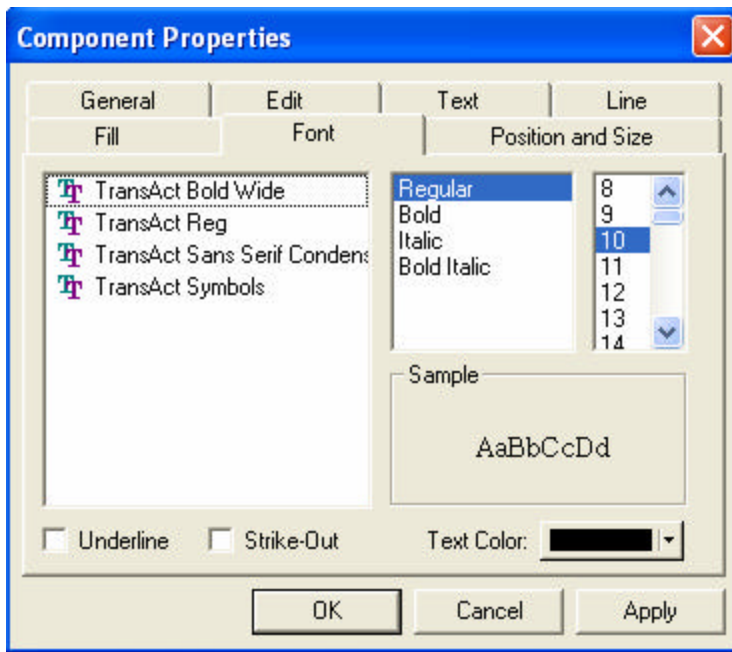 Component Properties
General Edit Text Line
Fill Font Position and Size
TransAct Bold Wide
TransAct Reg
TransAct Sans Serif Condens
TransAct Symbols
Regular
Bold
Italic
Bold Italic
8
9
10
11
12
13
14
Sample
AaBbCcDd
Underline Strike-Out Text Color:
OK Cancel Apply